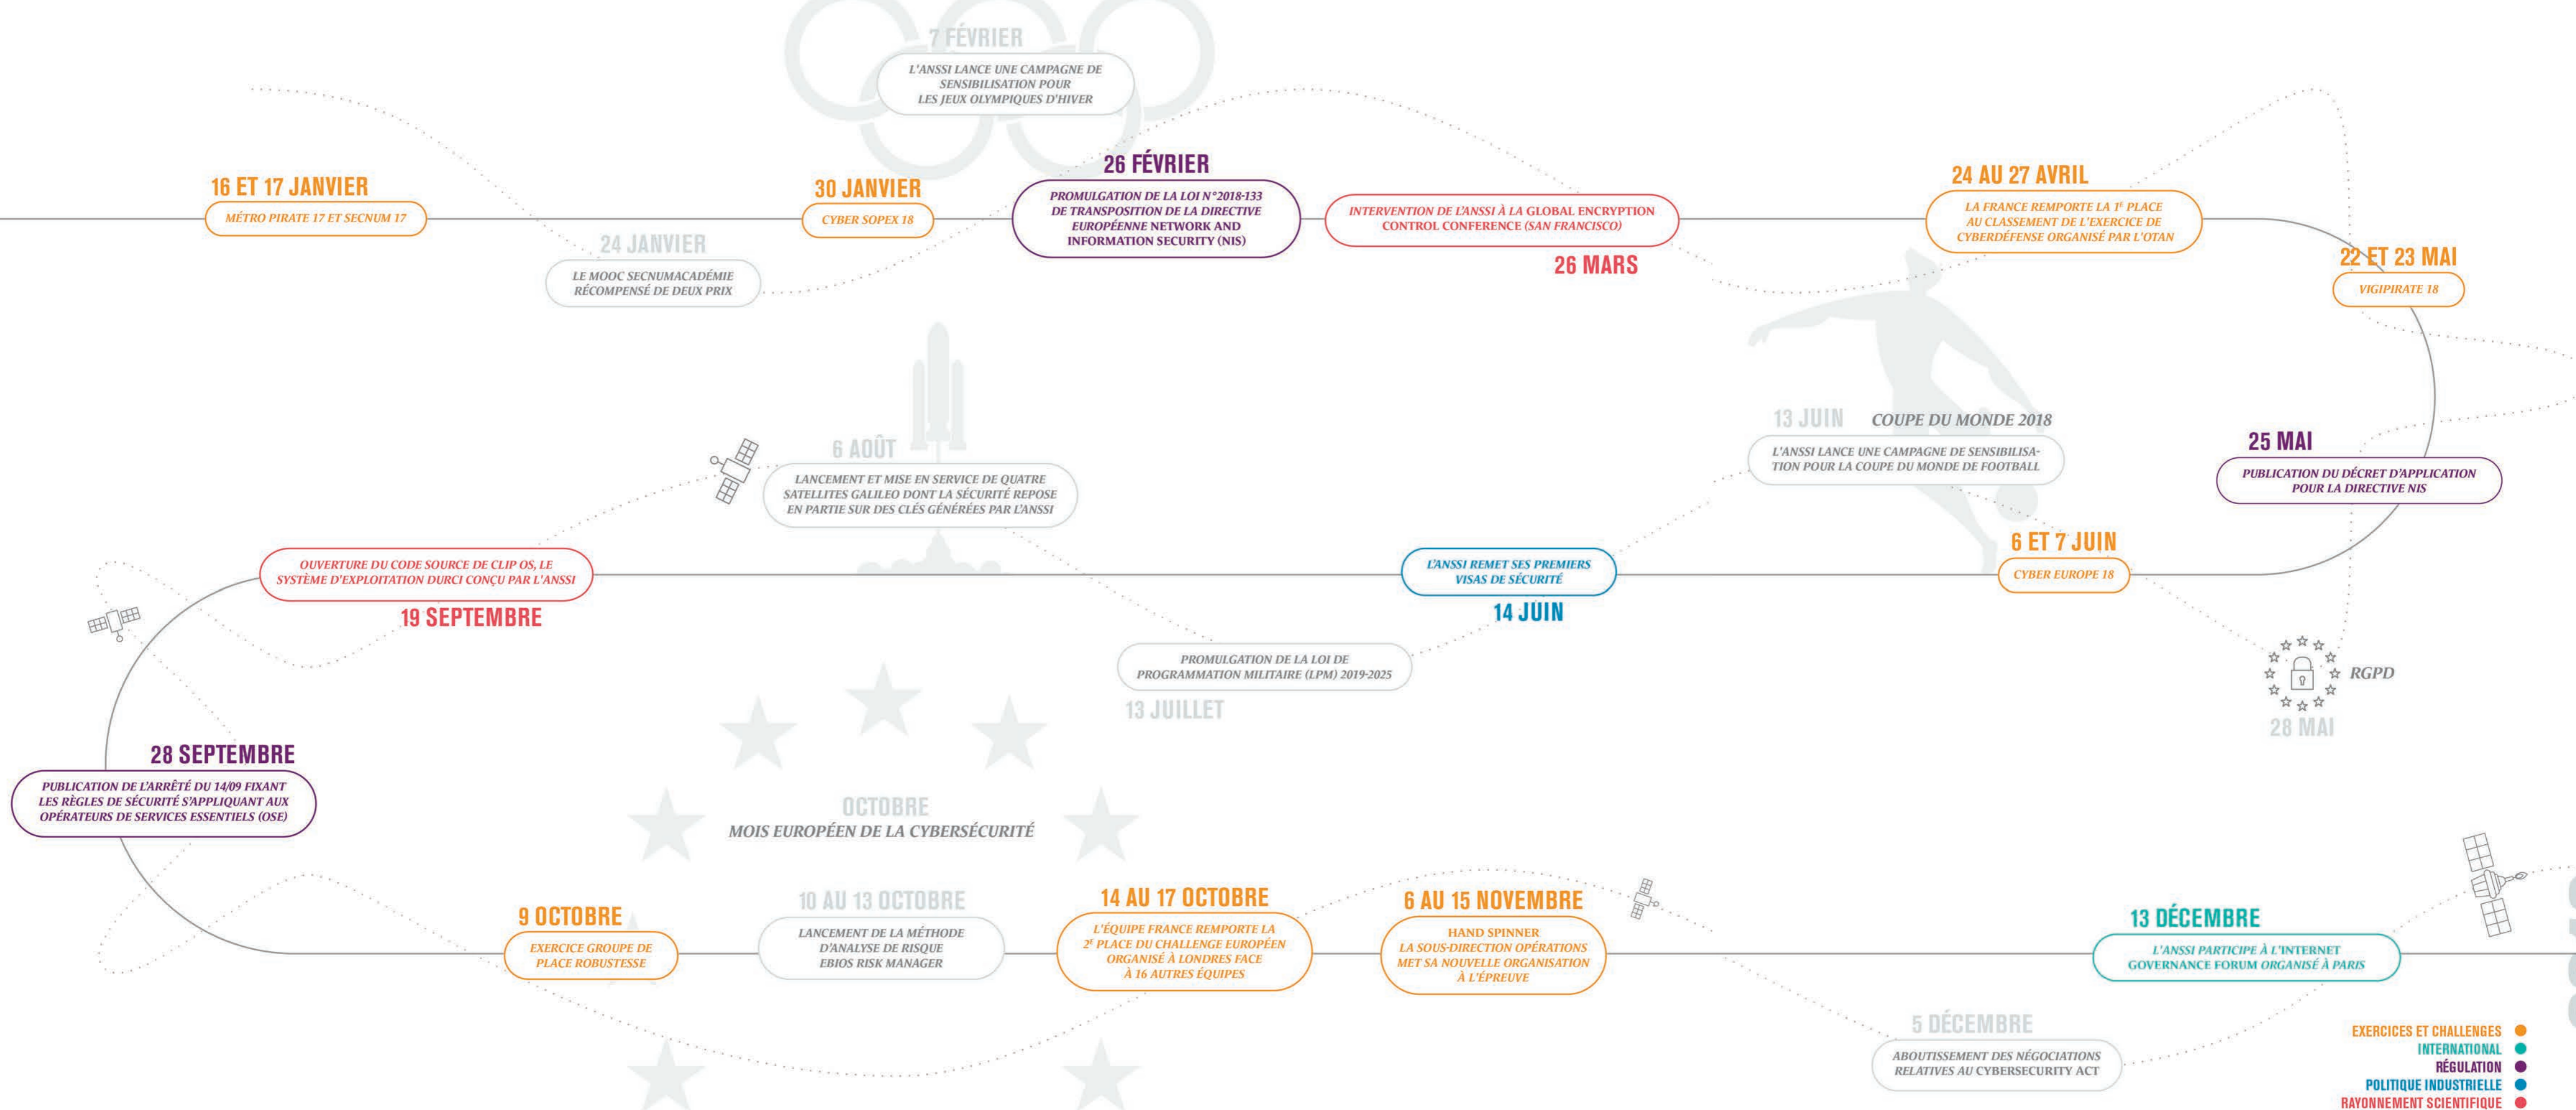 7 FÉVRIER
L'ANSSI LANCE UNE CAMPAGNE DE
SENSIBILISATION POUR
LES JEUX OLYMPIQUES D'HIVER
16 ET 17 JANVIER
MÉTRO PIRATE 17 ET SECNUM 17
24 JANVIER
LE MOOC SECNUMACADÉMIE
RÉCOMPENSÉ DE DEUX PRIX
30 JANVIER
CYBER SOPEX 18
26 FÉVRIER
PROMULGATION DE LA LOI N°2018-133
DE TRANSPOSITION DE LA DIRECTIVE
EUROPÉENNE NETWORK AND
INFORMATION SECURITY (NIS)
INTERVENTION DE L'ANSSI À LA GLOBAL ENCRYPTION
CONTROL CONFERENCE (SAN FRANCISCO)
26 MARS
24 AU 27 AVRIL
LA FRANCE REMPORTE LA 1E PLACE
AU CLASSEMENT DE L'EXERCICE DE
CYBERDÉFENSE ORGANISÉ PAR L'OTAN
22 ET 23 MAI
VIGIPIRATE 18
25 MAI
PUBLICATION DU DÉCRET D'APPLICATION
POUR LA DIRECTIVE NIS
RGPD
28 MAI
6 ET 7 JUIN
CYBER EUROPE 18
13 JUIN COUPE DU MONDE 2018
L'ANSSI LANCE UNE CAMPAGNE DE SENSIBILISA-
TION POUR LA COUPE DU MONDE DE FOOTBALL
L'ANSSI REMET SES PREMIERS
VISAS DE SÉCURITÉ
14 JUIN
PROMULGATION DE LA LOI DE
PROGRAMMATION MILITAIRE (LPM) 2019-2025
13 JUILLET
6 AOÛT
LANCEMENT ET MISE EN SERVICE DE QUATRE
SATELLITES GALILEO DONT LA SÉCURITÉ REPOSE
EN PARTIE SUR DES CLÉS GÉNÉRÉES PAR L'ANSSI
OUVERTURE DU CODE SOURCE DE CLIP OS, LE
SYSTÈME D'EXPLOITATION DURCI CONÇU PAR L'ANSSI
19 SEPTEMBRE
28 SEPTEMBRE
PUBLICATION DE L'ARRÊTÉ DU 14/09 FIXANT
LES RÈGLES DE SÉCURITÉ S'APPLIQUANT AUX
OPÉRATEURS DE SERVICES ESSENTIELS (OSE)
OCTOBRE
MOIS EUROPÉEN DE LA CYBERSÉCURITÉ
9 OCTOBRE
EXERCICE GROUPE DE
PLACE ROBUSTESSE
10 AU 13 OCTOBRE
LANCEMENT DE LA MÉTHODE
D'ANALYSE DE RISQUE
EBIOS RISK MANAGER
14 AU 17 OCTOBRE
L'ÉQUIPE FRANCE REMPORTE LA
2E PLACE DU CHALLENGE EUROPÉEN
ORGANISÉ À LONDRES FACE
À 16 AUTRES ÉQUIPES
6 AU 15 NOVEMBRE
HAND SPINNER
LA SOUS-DIRECTION OPÉRATIONS
MET SA NOUVELLE ORGANISATION
À L'ÉPREUVE
5 DÉCEMBRE
ABOUTISSEMENT DES NÉGOCIATIONS
RELATIVES AU CYBERSECURITY ACT
13 DÉCEMBRE
L'ANSSI PARTICIPE À L'INTERNET
GOVERNANCE FORUM ORGANISÉ À PARIS
EXERCICES ET CHALLENGES
INTERNATIONAL
RÉGULATION
POLITIQUE INDUSTRIELLE
RAYONNEMENT SCIENTIFIQUE